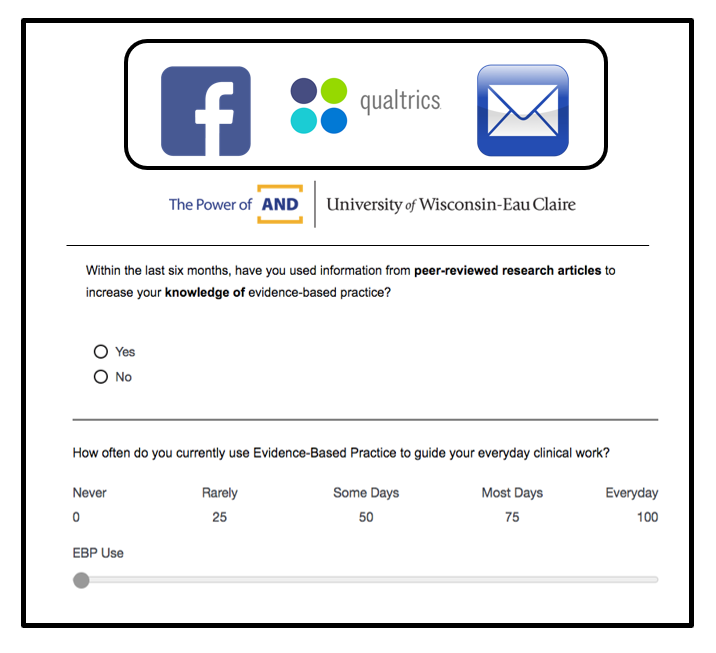 qualtrics
The Power of AND University of Wisconsin-Eau Claire
Within the last six months, have you used information from peer-reviewed research articles to
increase your knowledge of evidence-based practice?
Yes
No
How often do you currently use Evidence-Based Practice to guide your everyday clinical work?
Never Rarely Some Days Most Days Everyday
0 25 50 75 100
EBP Use